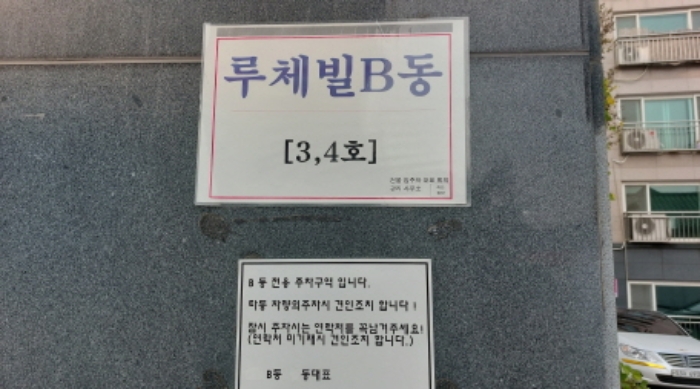 루체빌B동
[3,4호]
B 동 전용 주차구역 입니다.
타동 차량의주차시 견인조치 합니다 !
잠시 주차시는 연락처를 꼭남겨주세요!
(연락처 미기재시 견인조치 합니다.)
B동 동대표